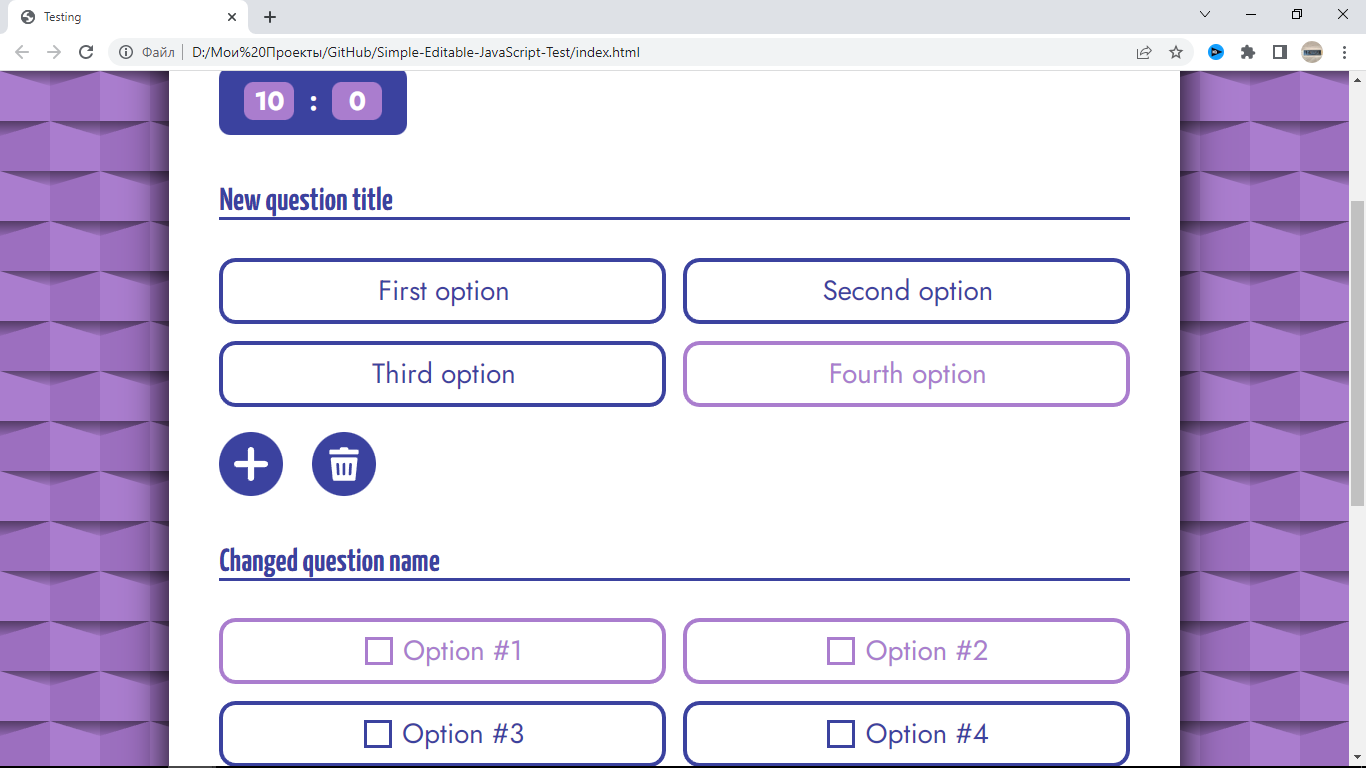 Testing
Файл
D:/Мои%20Проекты/GitHub/Simple-Editable-JavaScript-Test/index.html
10 : 0
New question title
First option
Second option
Third option
Fourth option
Changed question name
Option #1
Option #2
Option #3
Option #4